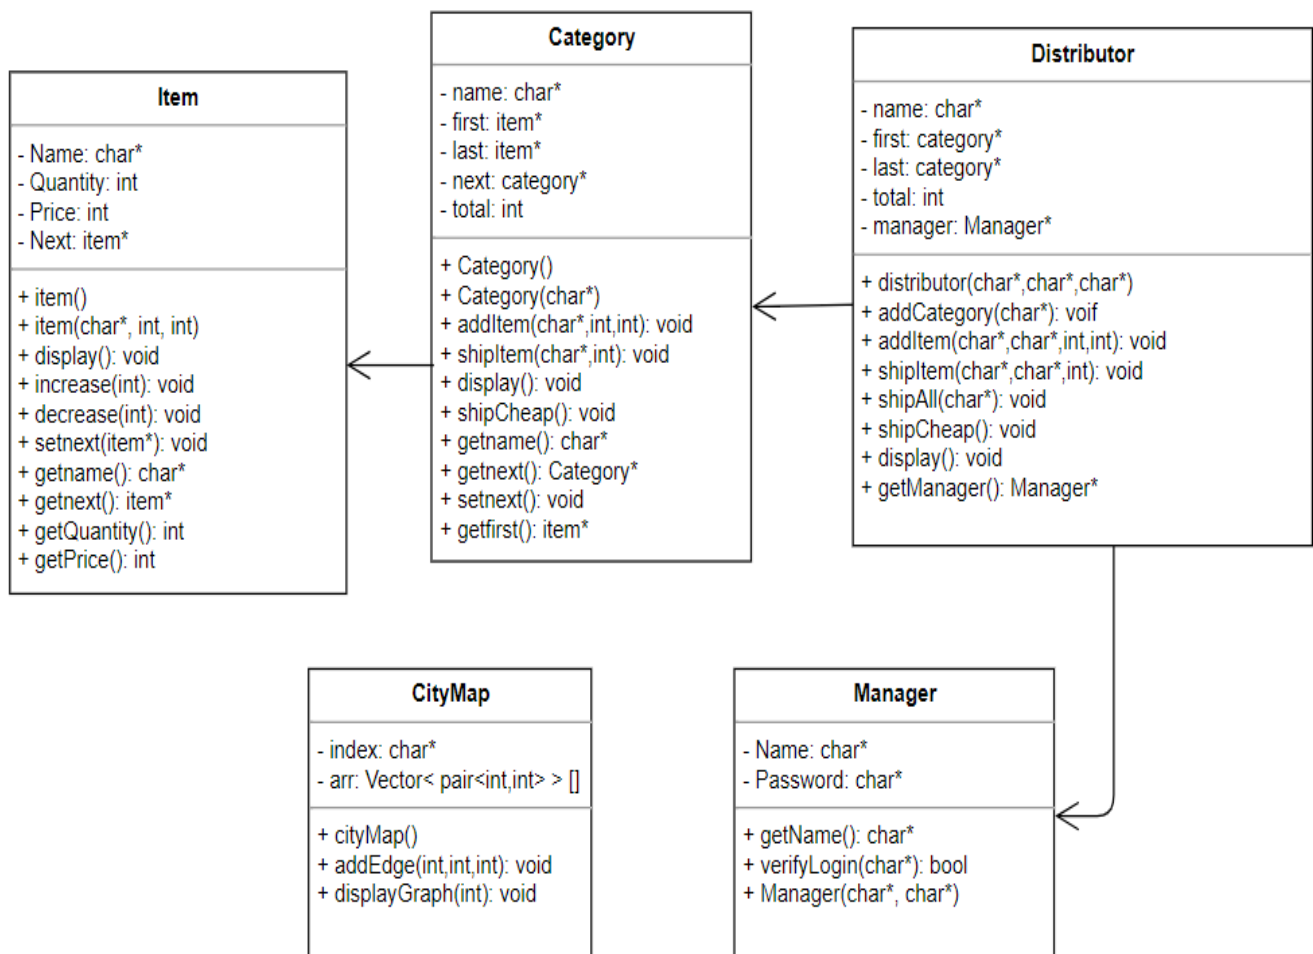 Item
- Name: char*
- Quantity: int
- Price: int
- Next: item*
+ item()
+ item(char*, int, int)
+ display(): void
+ increase(int): void
+ decrease(int): void
+ setnext(item*): void
+ getname(): char*
+ getnext(): item*
+ getQuantity(): int
+ getPrice(): int
Category
- name: char*
- first: item*
- last: item*
- next: category*
- total: int
+ Category()
+ Category(char*)
+ addItem(char*,int,int): void
+ shipItem(char*,int): void
+ display(): void
+ shipCheap(): void
+ getname(): char*
+ getnext(): Category*
+ setnext(): void
+ getfirst(): item*
Distributor
- name: char*
- first: category*
- last: category*
- total: int
- manager: Manager*
+ distributor(char*,char*,char*)
+ addCategory(char*): voif
+ addItem(char*,char*,int,int): void
+ shipItem(char*,char*,int): void
+ shipAll(char*): void
+ shipCheap(): void
+ display(): void
+ getManager(): Manager*
CityMap
- index: char*
- arr: Vector< pair<int,int> > []
+ cityMap()
+ addEdge(int,int,int): void
+ displayGraph(int): void
Manager
- Name: char*
- Password: char*
+ getName(): char*
+ verifyLogin(char*): bool
+ Manager(char*, char*)